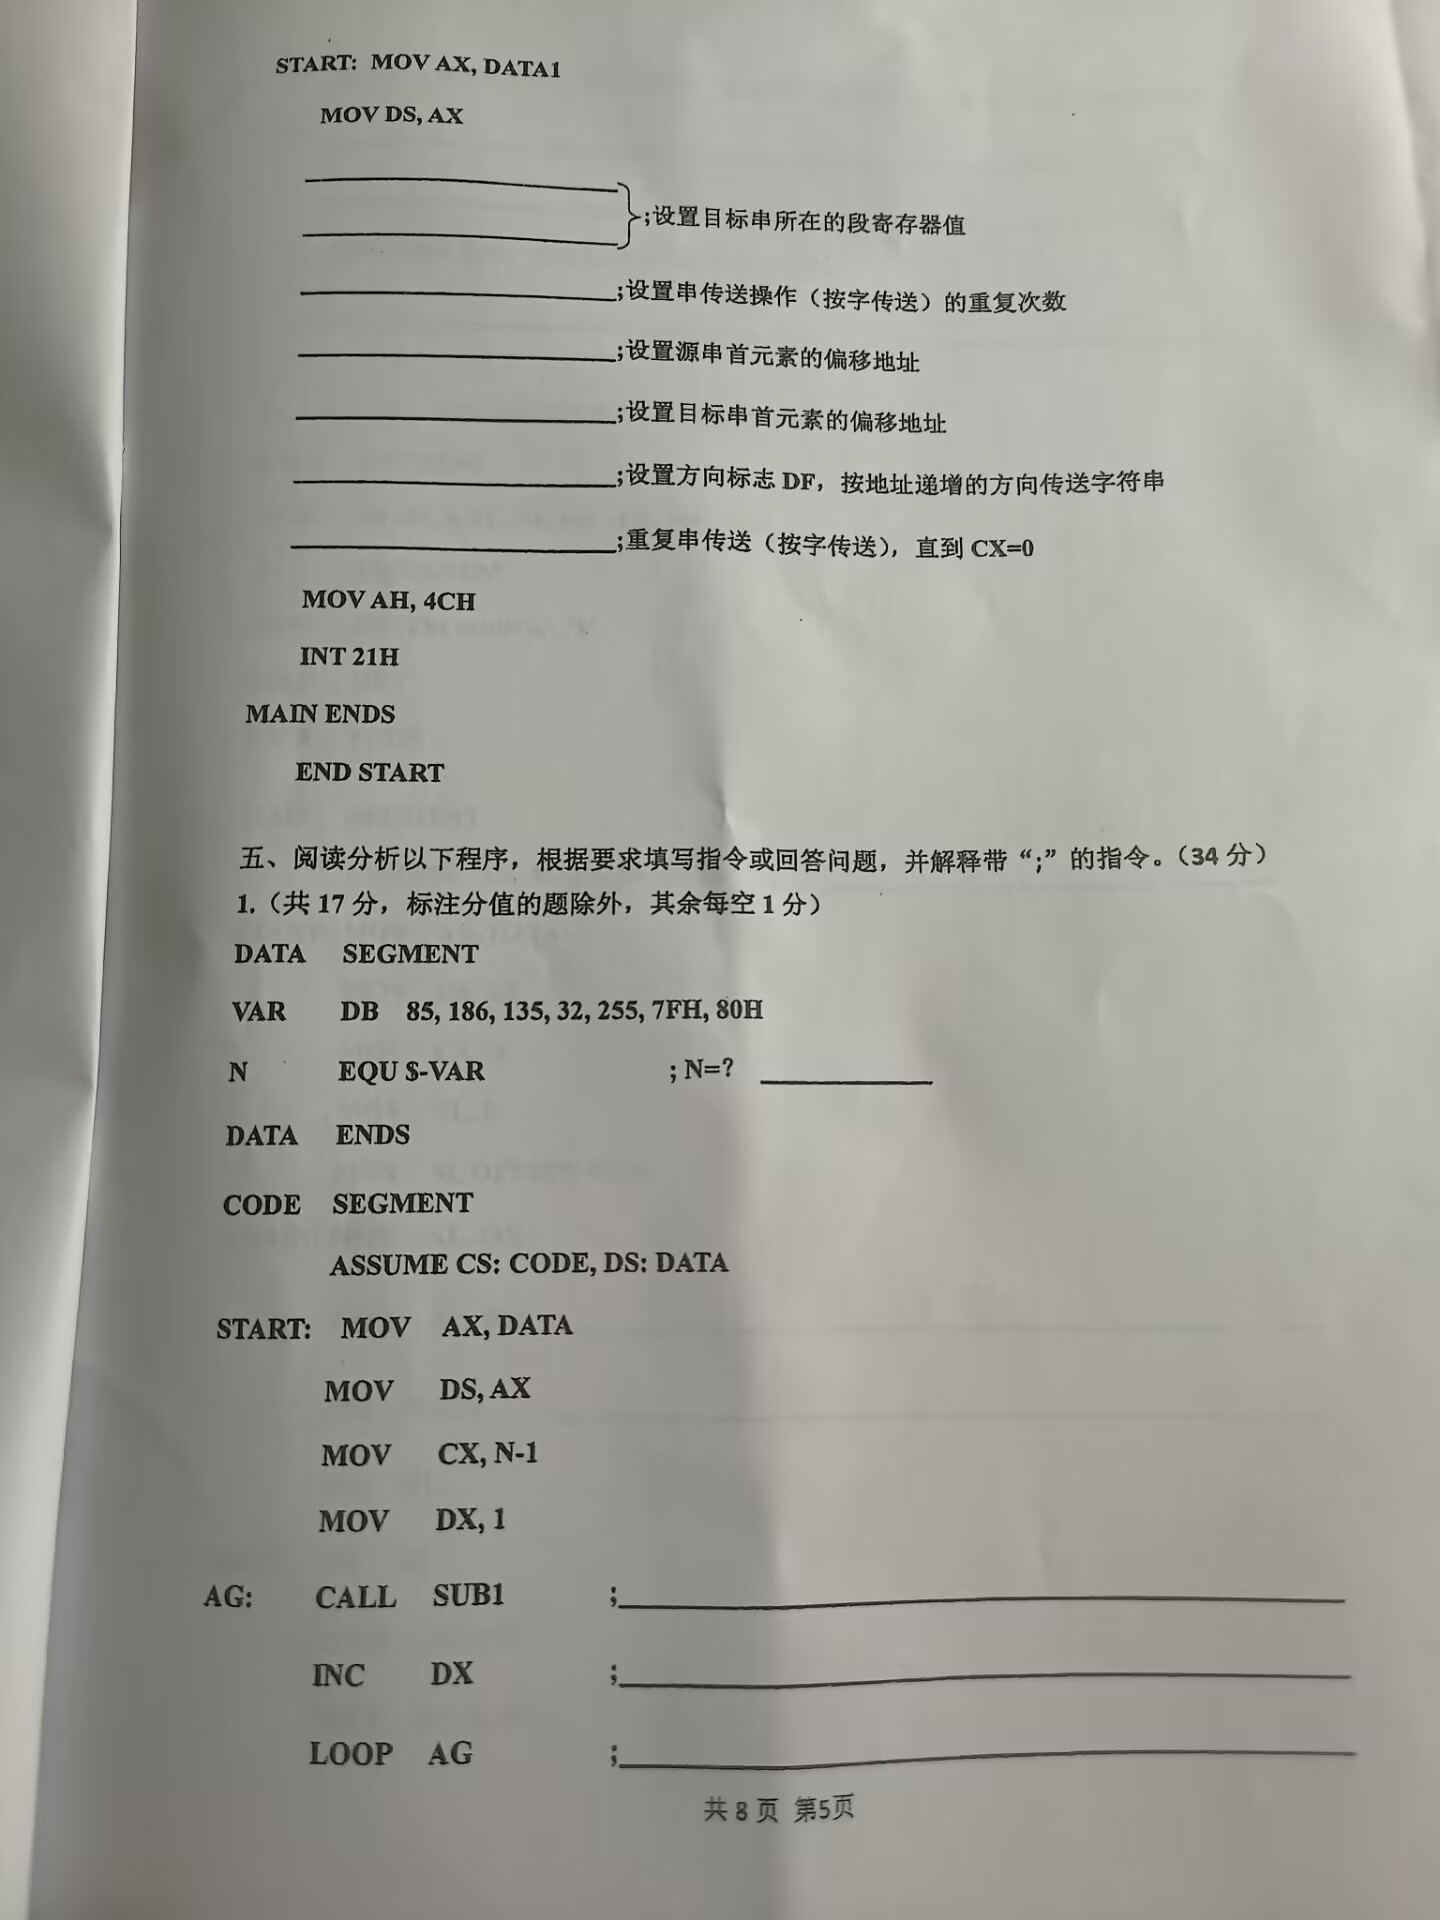 START: MOV AX, DATA1
MOV DS, AX
;设置目标串所在的段寄存器值
;设置串传送操作（按字传送）的重复次数
;设置源串首元素的偏移地址
;设置目标串首元素的偏移地址
;设置方向标志 DF，按地址递增的方向传送字符串
;重复串传送（按字传送），直到 CX=0
MOV AH, 4CH
INT 21H
MAIN ENDS
END START
五、阅读分析以下程序，根据要求填写指令或回答问题，并解释带“;”的指令。（34 分）
1.（共 17 分，标注分值的题除外，其余每空 1 分）
DATA SEGMENT
VAR DB 85, 186, 135, 32, 255, 7FH, 80H
N EQU $-VAR ; N=?
DATA ENDS
CODE SEGMENT
ASSUME CS: CODE, DS: DATA
START: MOV AX, DATA
MOV DS, AX
MOV CX, N-1
MOV DX, 1
AG: CALL SUB1 ;
INC DX ;
LOOP AG ;
共 8 页 第5页